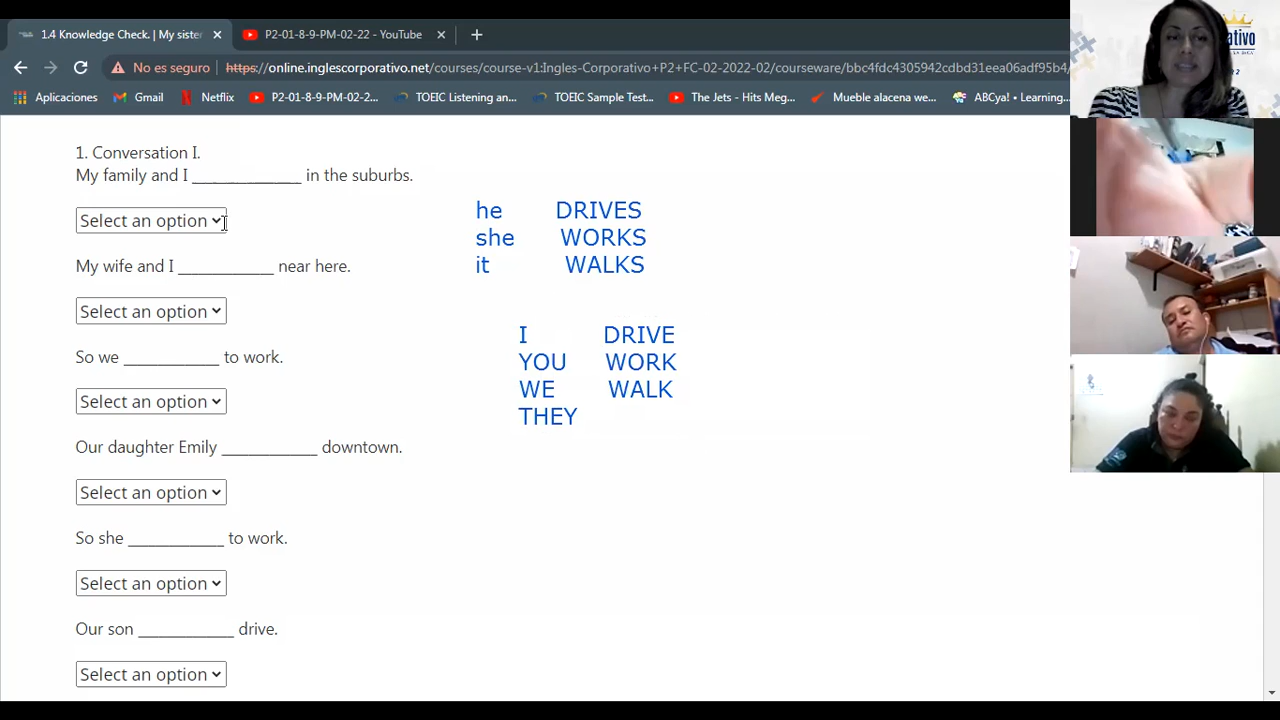 1.4 Knowledge Check. | My sister
P2-01-8-9-PM-02-22 - YouTube
No es seguro
https://online.inglescorporativo.net/courses/course-v1:Ingles-Corporativo+P2+FC-02-2022-02/courseware/bbc4fdc4305942cdbd31eea06adf95b4/
Aplicaciones
Gmail
Netflix
P2-01-8-9-PM-02-2...
TOEIC Listening an...
TOEIC Sample Test...
The Jets - Hits Meg...
Mueble alacena we...
ABCya! • Learning...
1. Conversation I.
My family and I ______________ in the suburbs.
Select an option
My wife and I ____________ near here.
Select an option
So we ____________ to work.
Select an option
Our daughter Emily ____________ downtown.
Select an option
So she ____________ to work.
Select an option
Our son ____________ drive.
Select an option
he DRIVES
she WORKS
it WALKS
I DRIVE
YOU WORK
WE WALK
THEY